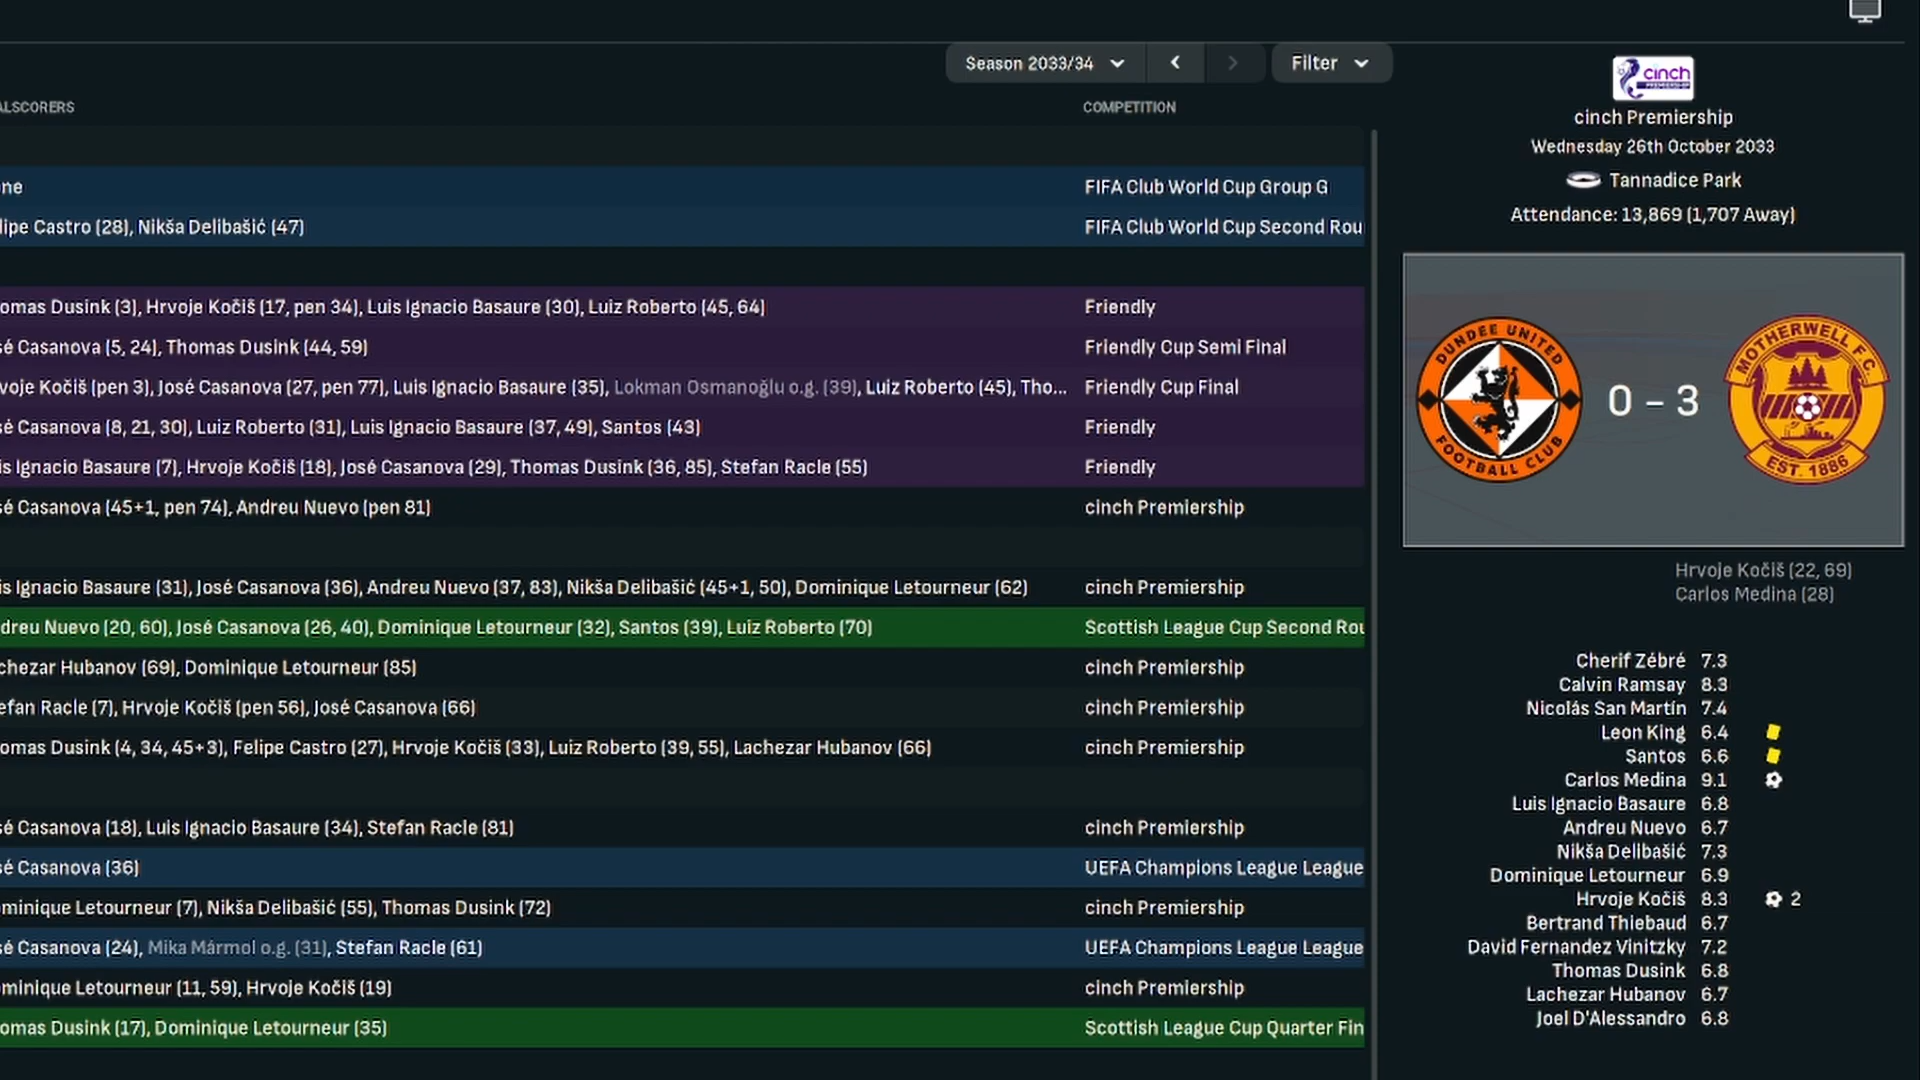 Season 2033/34
Filter
ALSCORERS
COMPETITION
ne
FIFA Club World Cup Group G
lipe Castro (28), Nikša Delibašić (47)
FIFA Club World Cup Second Rou
omas Dusink (3), Hrvoje Kočiš (17, pen 34), Luis Ignacio Basaure (30), Luiz Roberto (45, 64)
Friendly
sé Casanova (5, 24), Thomas Dusink (44, 59)
Friendly Cup Semi Final
voje Kočiš (pen 3), José Casanova (27, pen 77), Luis Ignacio Basaure (35), Lokman Osmanoğlu o.g. (39), Luiz Roberto (45), Tho...
Friendly Cup Final
sé Casanova (8, 21, 30), Luiz Roberto (31), Luis Ignacio Basaure (37, 49), Santos (43)
Friendly
is Ignacio Basaure (7), Hrvoje Kočiš (18), José Casanova (29), Thomas Dusink (36, 85), Stefan Racle (55)
Friendly
sé Casanova (45+1, pen 74), Andreu Nuevo (pen 81)
cinch Premiership
is Ignacio Basaure (31), José Casanova (36), Andreu Nuevo (37, 83), Nikša Delibašić (45+1, 50), Dominique Letourneur (62)
cinch Premiership
dreu Nuevo (20, 60), José Casanova (26, 40), Dominique Letourneur (32), Santos (39), Luiz Roberto (70)
Scottish League Cup Second Rou
chezar Hubanov (69), Dominique Letourneur (85)
cinch Premiership
efan Racle (7), Hrvoje Kočiš (pen 56), José Casanova (66)
cinch Premiership
omas Dusink (4, 34, 45+3), Felipe Castro (27), Hrvoje Kočiš (33), Luiz Roberto (39, 55), Lachezar Hubanov (66)
cinch Premiership
sé Casanova (18), Luis Ignacio Basaure (34), Stefan Racle (81)
cinch Premiership
sé Casanova (36)
UEFA Champions League League
minique Letourneur (7), Nikša Delibašić (55), Thomas Dusink (72)
cinch Premiership
sé Casanova (24), Mika Mármol o.g. (31), Stefan Racle (61)
UEFA Champions League League
minique Letourneur (11, 59), Hrvoje Kočiš (19)
cinch Premiership
omas Dusink (17), Dominique Letourneur (35)
Scottish League Cup Quarter Fin
cinch
PREMIERSHIP
cinch Premiership
Wednesday 26th October 2033
Tannadice Park
Attendance: 13,869 (1,707 Away)
DUNDEE UNITED
FOOTBALL CLUB
0 - 3
MOTHERWELL F.C.
EST. 1886
Hrvoje Kočiš (22, 69)
Carlos Medina (28)
Cherif Zébré 7.3
Calvin Ramsay 8.3
Nicolás San Martín 7.4
Leon King 6.4
Santos 6.6
Carlos Medina 9.1
Luis Ignacio Basaure 6.8
Andreu Nuevo 6.7
Nikša Delibašić 7.3
Dominique Letourneur 6.9
Hrvoje Kočiš 8.3 2
Bertrand Thiebaud 6.7
David Fernandez Vinitzky 7.2
Thomas Dusink 6.8
Lachezar Hubanov 6.7
Joel D'Alessandro 6.8